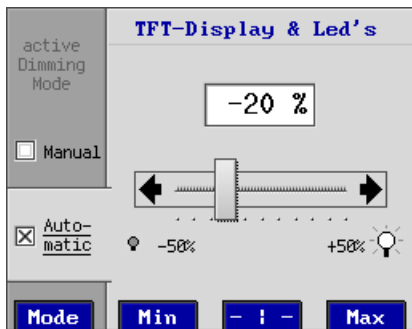 TFT-Display & Led's
active
Dimming
Mode
-20 %
Manual
Auto-
matic
-50%
+50%
Mode
Min
- ¦ -
Max